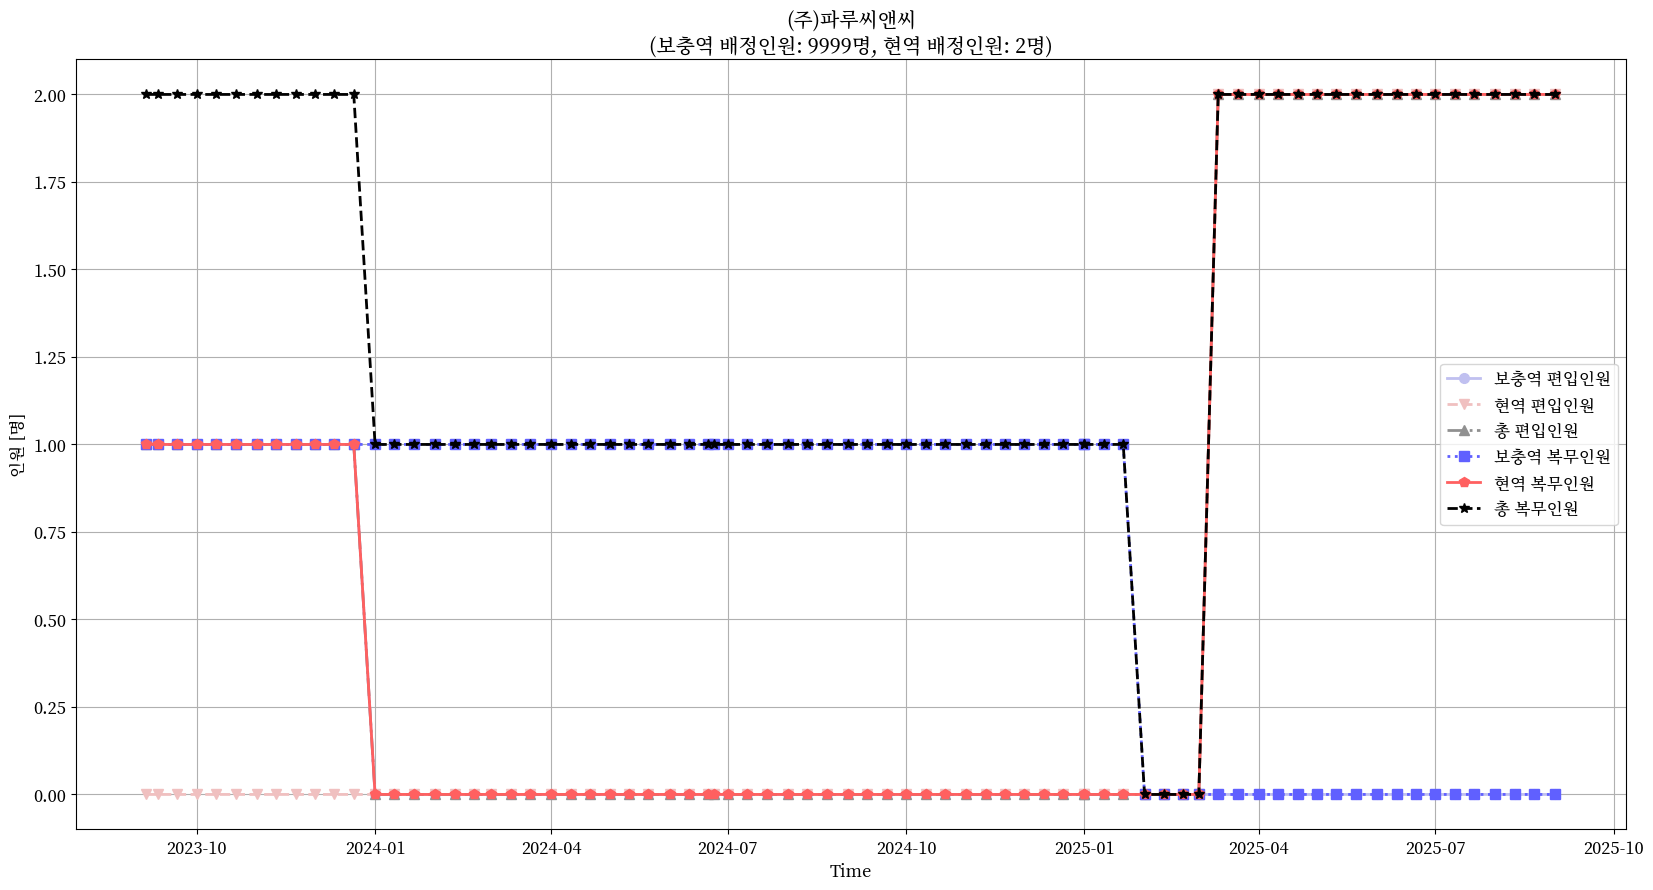 (주)파루씨앤씨
(보충역 배정인원: 9999명, 현역 배정인원: 2명)
2.00
1.75
1.50
1.25
1.00
0.75
0.50
0.25
0.00
인원 [명]
보충역 편입인원
현역 편입인원
총 편입인원
보충역 복무인원
현역 복무인원
총 복무인원
2023-10
2024-01
2024-04
2024-07
2024-10
2025-01
2025-04
2025-07
2025-10
Time